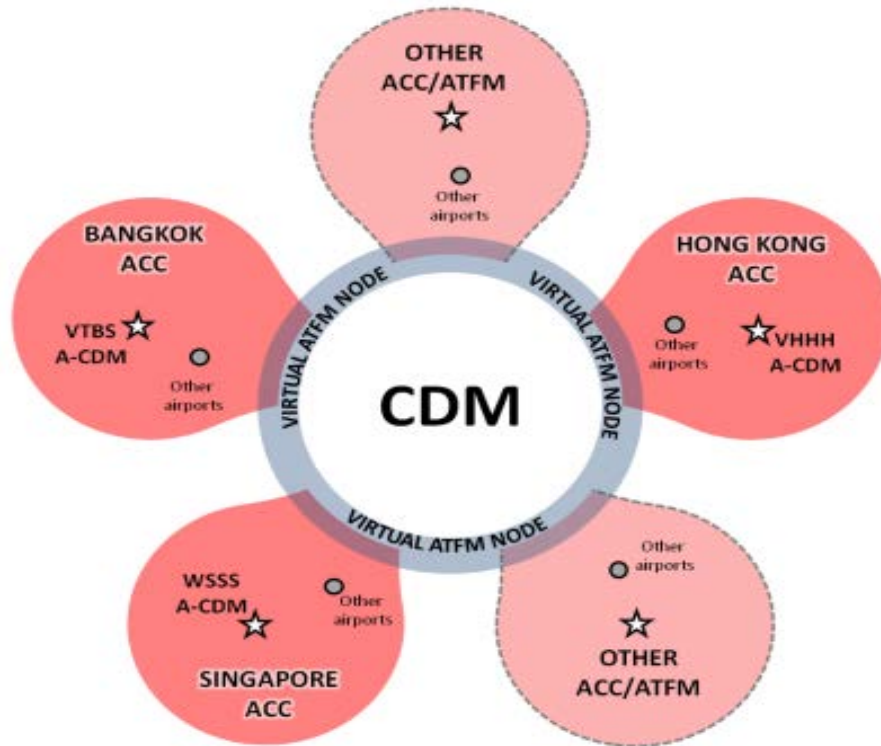 OTHER
ACC/ATFM
Other
airports
BANGKOK
ACC
VTBS
A-CDM
Other
airports
HONG KONG
ACC
Other
airports
VHHH
A-CDM
VIRTUAL ATFM NODE
VIRTUAL ATFM NODE
CDM
VIRTUAL ATFM NODE
WSSS
A-CDM
Other
airports
SINGAPORE
ACC
Other
airports
OTHER
ACC/ATFM